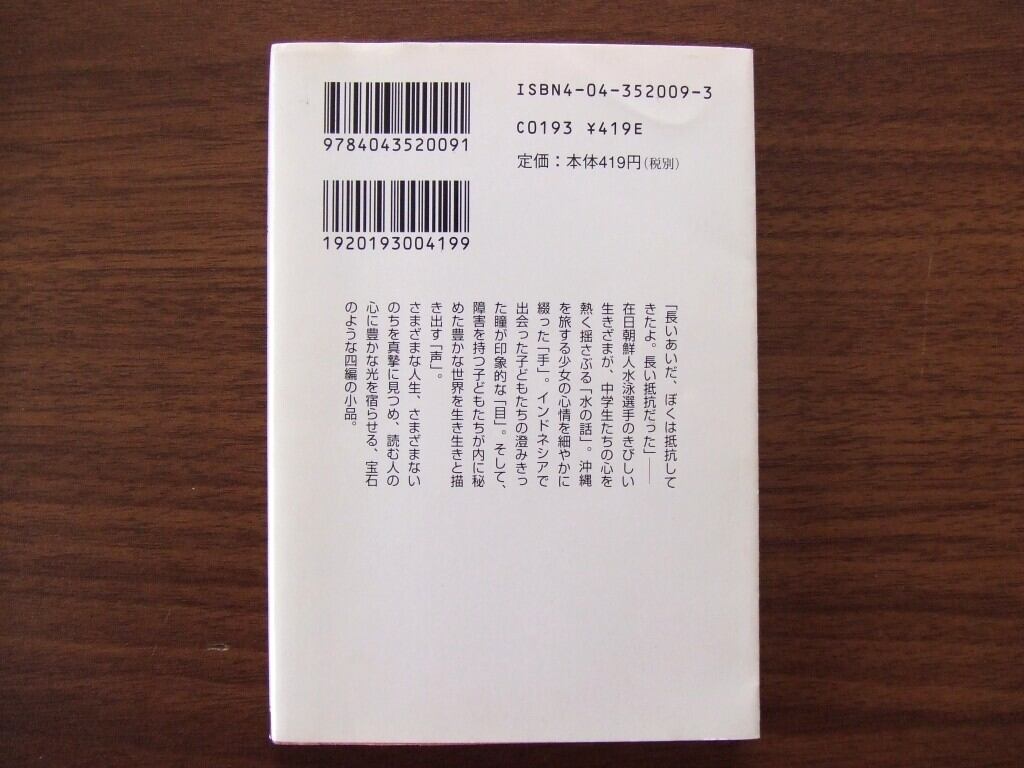 9784043520091
1920193004199
ISBN4-04-352009-3
C0193 ¥419E
定価：本体419円（税別）
「長いあいだ、ぼくは抵抗して
きたよ。長い抵抗だった」――
在日朝鮮人水泳選手のきびしい
生きざまが、中学生たちの心を
熱く揺さぶる「水の話」。沖縄
を旅する少女の心情を細やかに
綴った「手」。インドネシアで
出会った子どもたちの澄みきっ
た瞳が印象的な「目」。そして、
障害を持つ子どもたちが内に秘
めた豊かな世界を生き生きと描
き出す「声」。
さまざまな人生、さまざまない
のちを真摯に見つめ、読む人の
心に豊かな光を宿らせる、宝石
のような四編の小品。